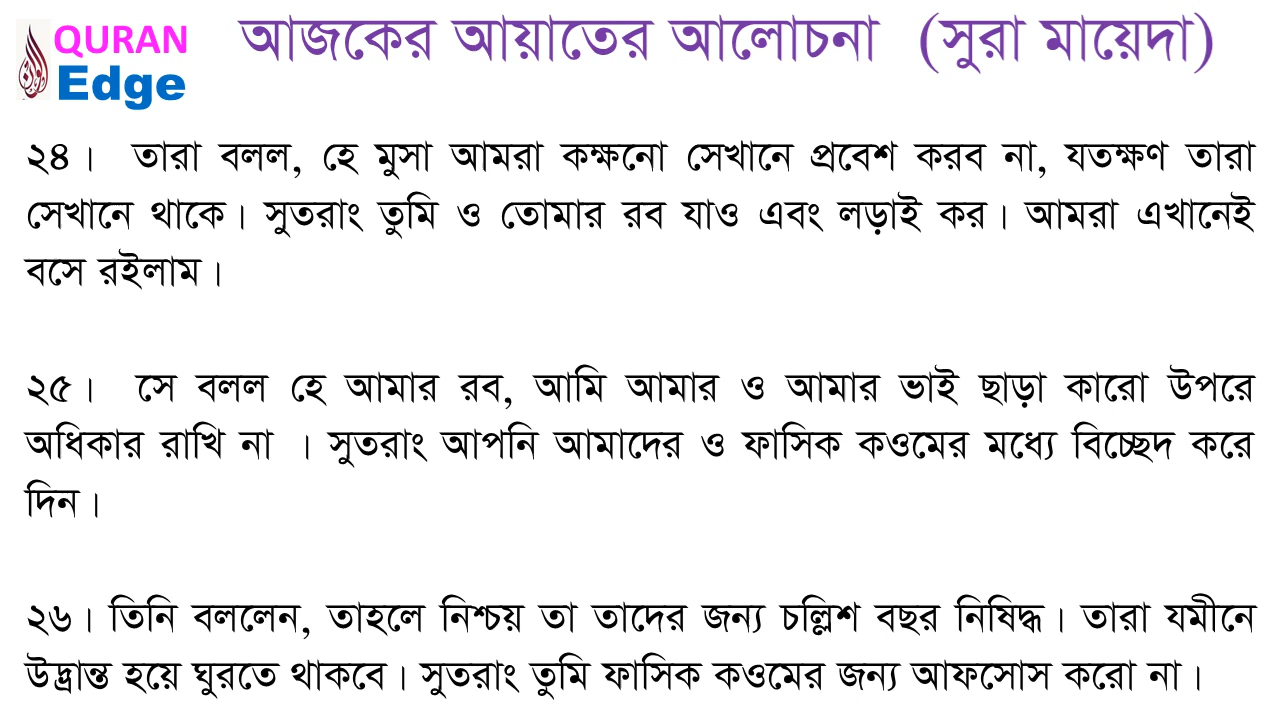 QURAN
Edge
আজকের আয়াতের আলোচনা (সুরা মায়েদা)
২৪। তারা বলল, হে মুসা আমরা কক্ষনো সেখানে প্রবেশ করব না, যতক্ষণ তারা
সেখানে থাকে। সুতরাং তুমি ও তোমার রব যাও এবং লড়াই কর। আমরা এখানেই
বসে রইলাম।
২৫। সে বলল হে আমার রব, আমি আমার ও আমার ভাই ছাড়া কারো উপরে
অধিকার রাখি না । সুতরাং আপনি আমাদের ও ফাসিক কওমের মধ্যে বিচ্ছেদ করে
দিন।
২৬। তিনি বললেন, তাহলে নিশ্চয় তা তাদের জন্য চল্লিশ বছর নিষিদ্ধ। তারা যমীনে
উদ্ভ্রান্ত হয়ে ঘুরতে থাকবে। সুতরাং তুমি ফাসিক কওমের জন্য আফসোস করো না।